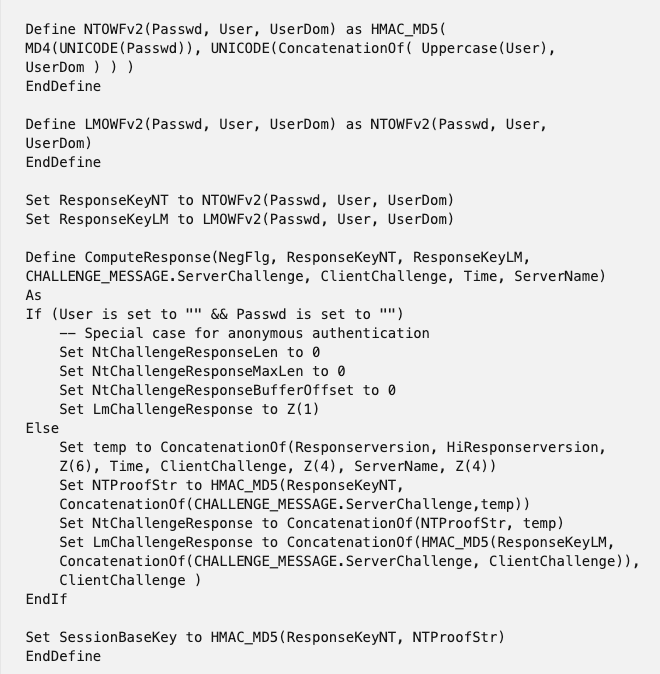 Define NTOWFv2(Passwd, User, UserDom) as HMAC_MD5(
MD4(UNICODE(Passwd)), UNICODE(ConcatenationOf( Uppercase(User),
UserDom ) ) )
EndDefine

Define LMOWFv2(Passwd, User, UserDom) as NTOWFv2(Passwd, User,
UserDom)
EndDefine

Set ResponseKeyNT to NTOWFv2(Passwd, User, UserDom)
Set ResponseKeyLM to LMOWFv2(Passwd, User, UserDom)

Define ComputeResponse(NegFlg, ResponseKeyNT, ResponseKeyLM,
CHALLENGE_MESSAGE.ServerChallenge, ClientChallenge, Time, ServerName)
As
If (User is set to "" && Passwd is set to "")
    -- Special case for anonymous authentication
    Set NtChallengeResponseLen to 0
    Set NtChallengeResponseMaxLen to 0
    Set NtChallengeResponseBufferOffset to 0
    Set LmChallengeResponse to Z(1)
Else
    Set temp to ConcatenationOf(Responserversion, HiResponserversion,
    Z(6), Time, ClientChallenge, Z(4), ServerName, Z(4))
    Set NTProofStr to HMAC_MD5(ResponseKeyNT,
    ConcatenationOf(CHALLENGE_MESSAGE.ServerChallenge,temp))
    Set NtChallengeResponse to ConcatenationOf(NTProofStr, temp)
    Set LmChallengeResponse to ConcatenationOf(HMAC_MD5(ResponseKeyLM,
    ConcatenationOf(CHALLENGE_MESSAGE.ServerChallenge, ClientChallenge)),
    ClientChallenge )
EndIf

Set SessionBaseKey to HMAC_MD5(ResponseKeyNT, NTProofStr)
EndDefine